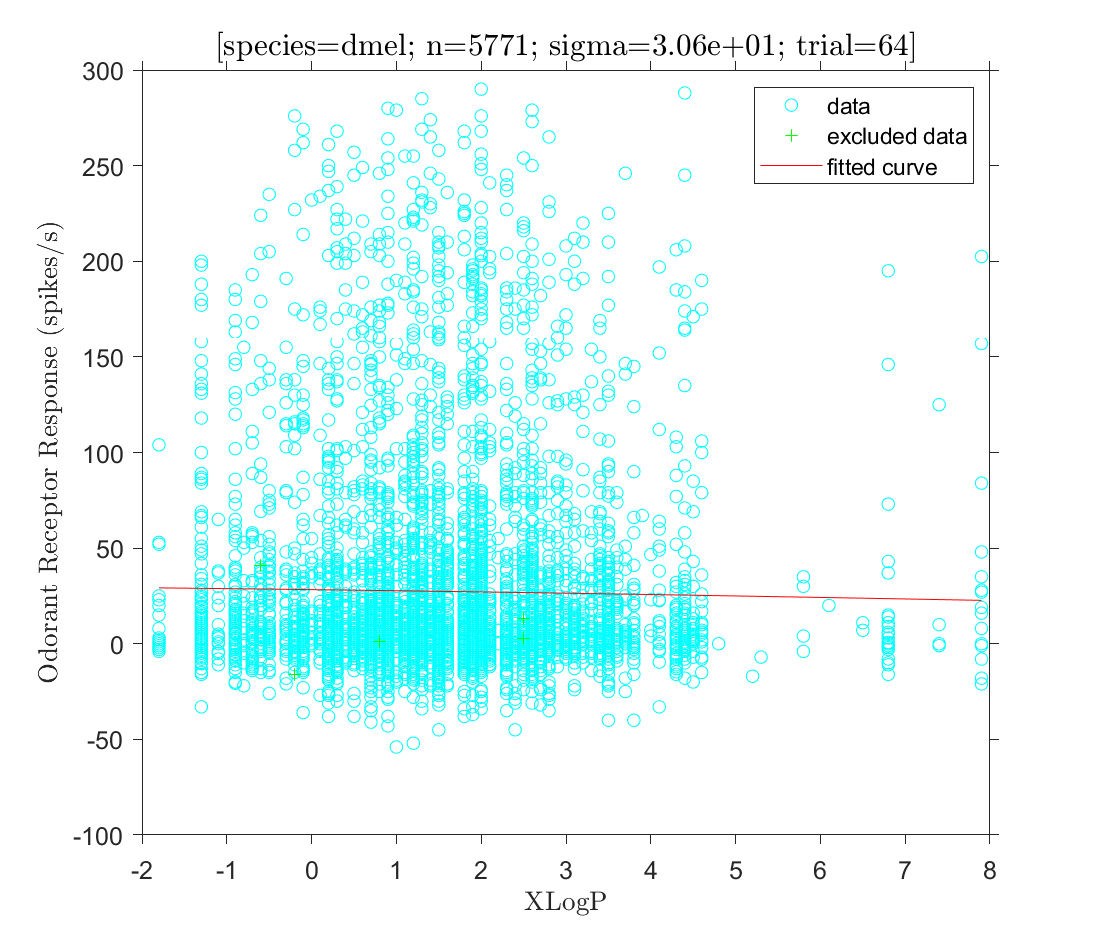 [species=dmel; n=5771; sigma=3.06e+01; trial=64]
300
250
200
150
100
50
0
-50
-100
Odorant Receptor Response (spikes/s)
data
excluded data
fitted curve
-2 -1 0 1 2 3 4 5 6 7 8
XLogP